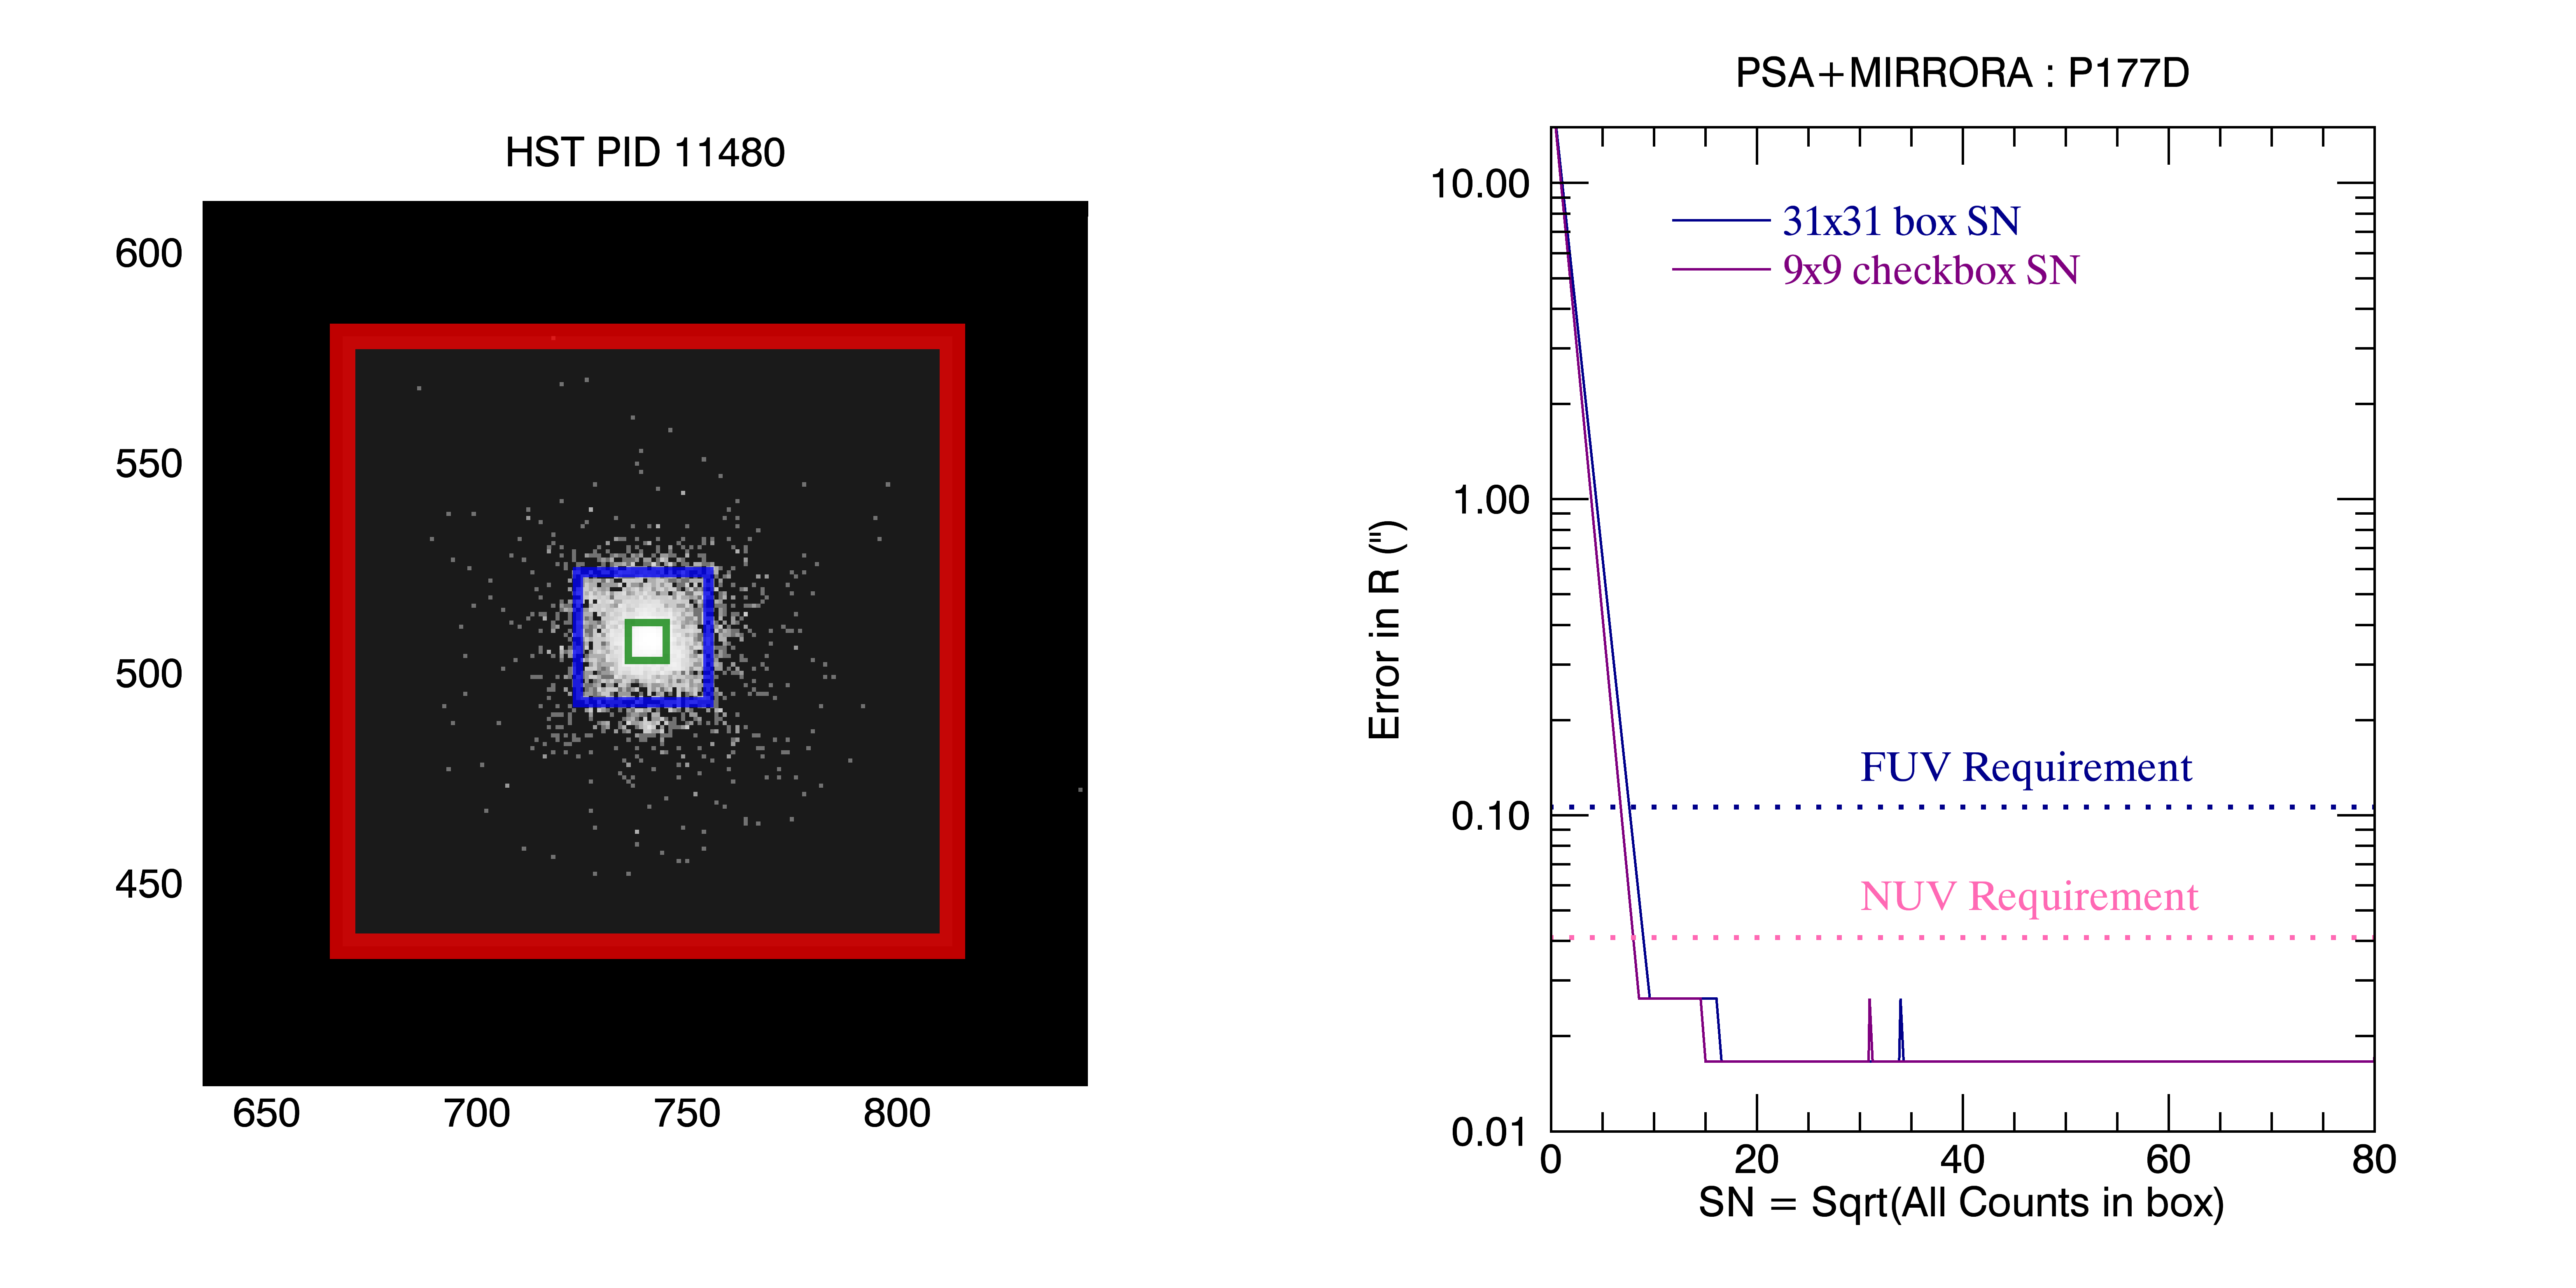 HST PID 11480
600
550
500
450
650 700 750 800
PSA+MIRRORA : P177D
10.00
1.00
0.10
0.01
Error in R (")
31x31 box SN
9x9 checkbox SN
FUV Requirement
NUV Requirement
0 20 40 60 80
SN = Sqrt(All Counts in box)